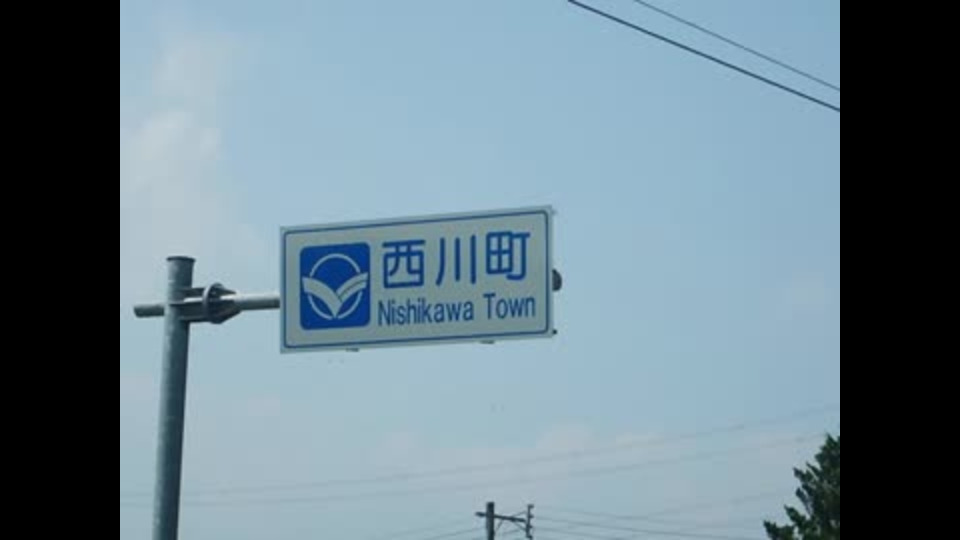 西川町
Nishikawa Town